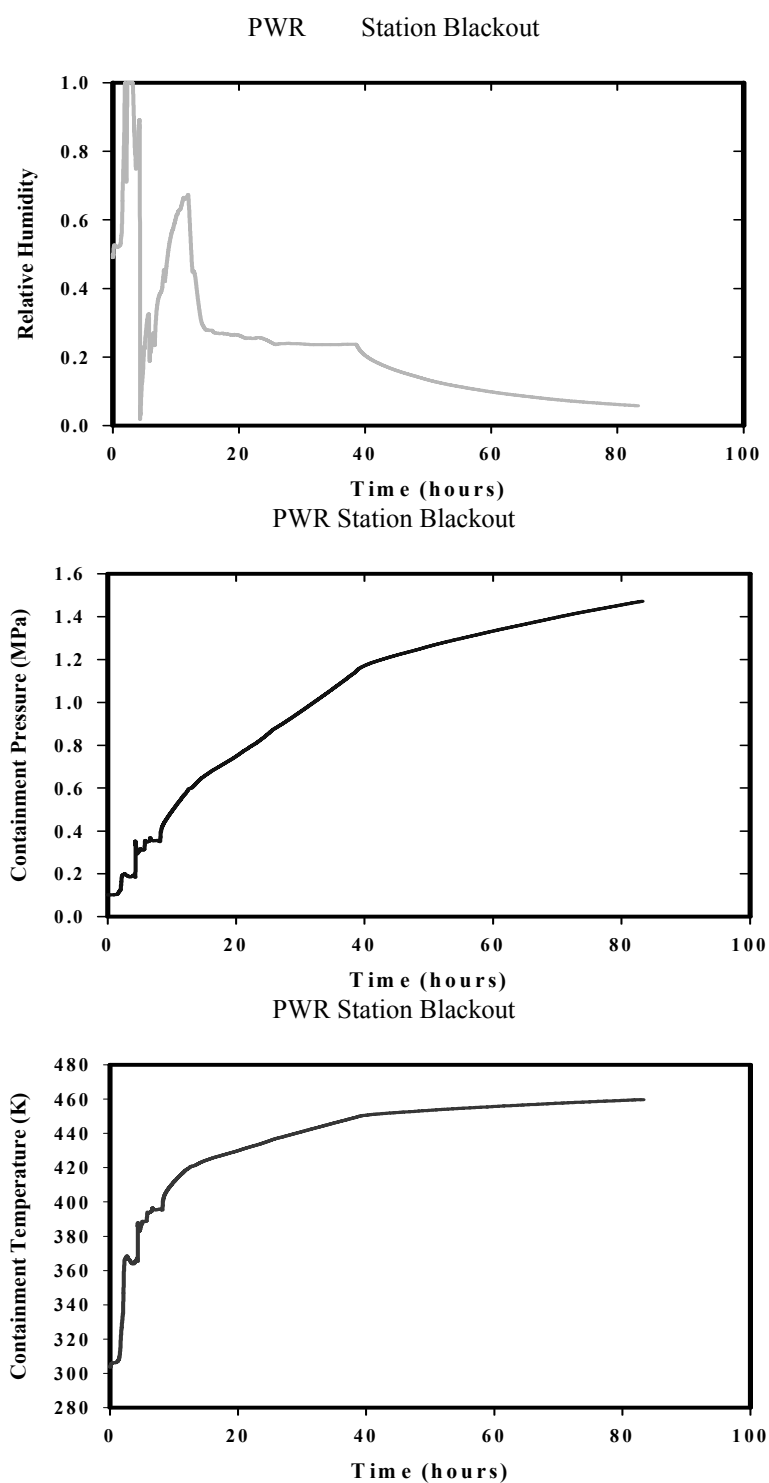 PWR Station Blackout
1.0
0.8
0.6
0.4
0.2
0.0
Relative Humidity
0 20 40 60 80 100
Time (hours)
PWR Station Blackout
1.6
1.4
1.2
1.0
0.8
0.6
0.4
0.2
0.0
Containment Pressure (MPa)
0 20 40 60 80 100
Time (hours)
PWR Station Blackout
480
460
440
420
400
380
360
340
320
300
280
Containment Temperature (K)
0 20 40 60 80 100
Time (hours)